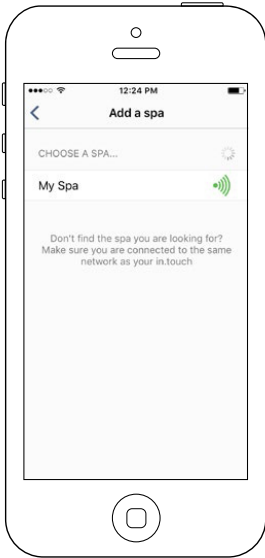 12:24 PM
Add a spa
CHOOSE A SPA...
My Spa
Don't find the spa you are looking for?
Make sure you are connected to the same
network as your in.touch